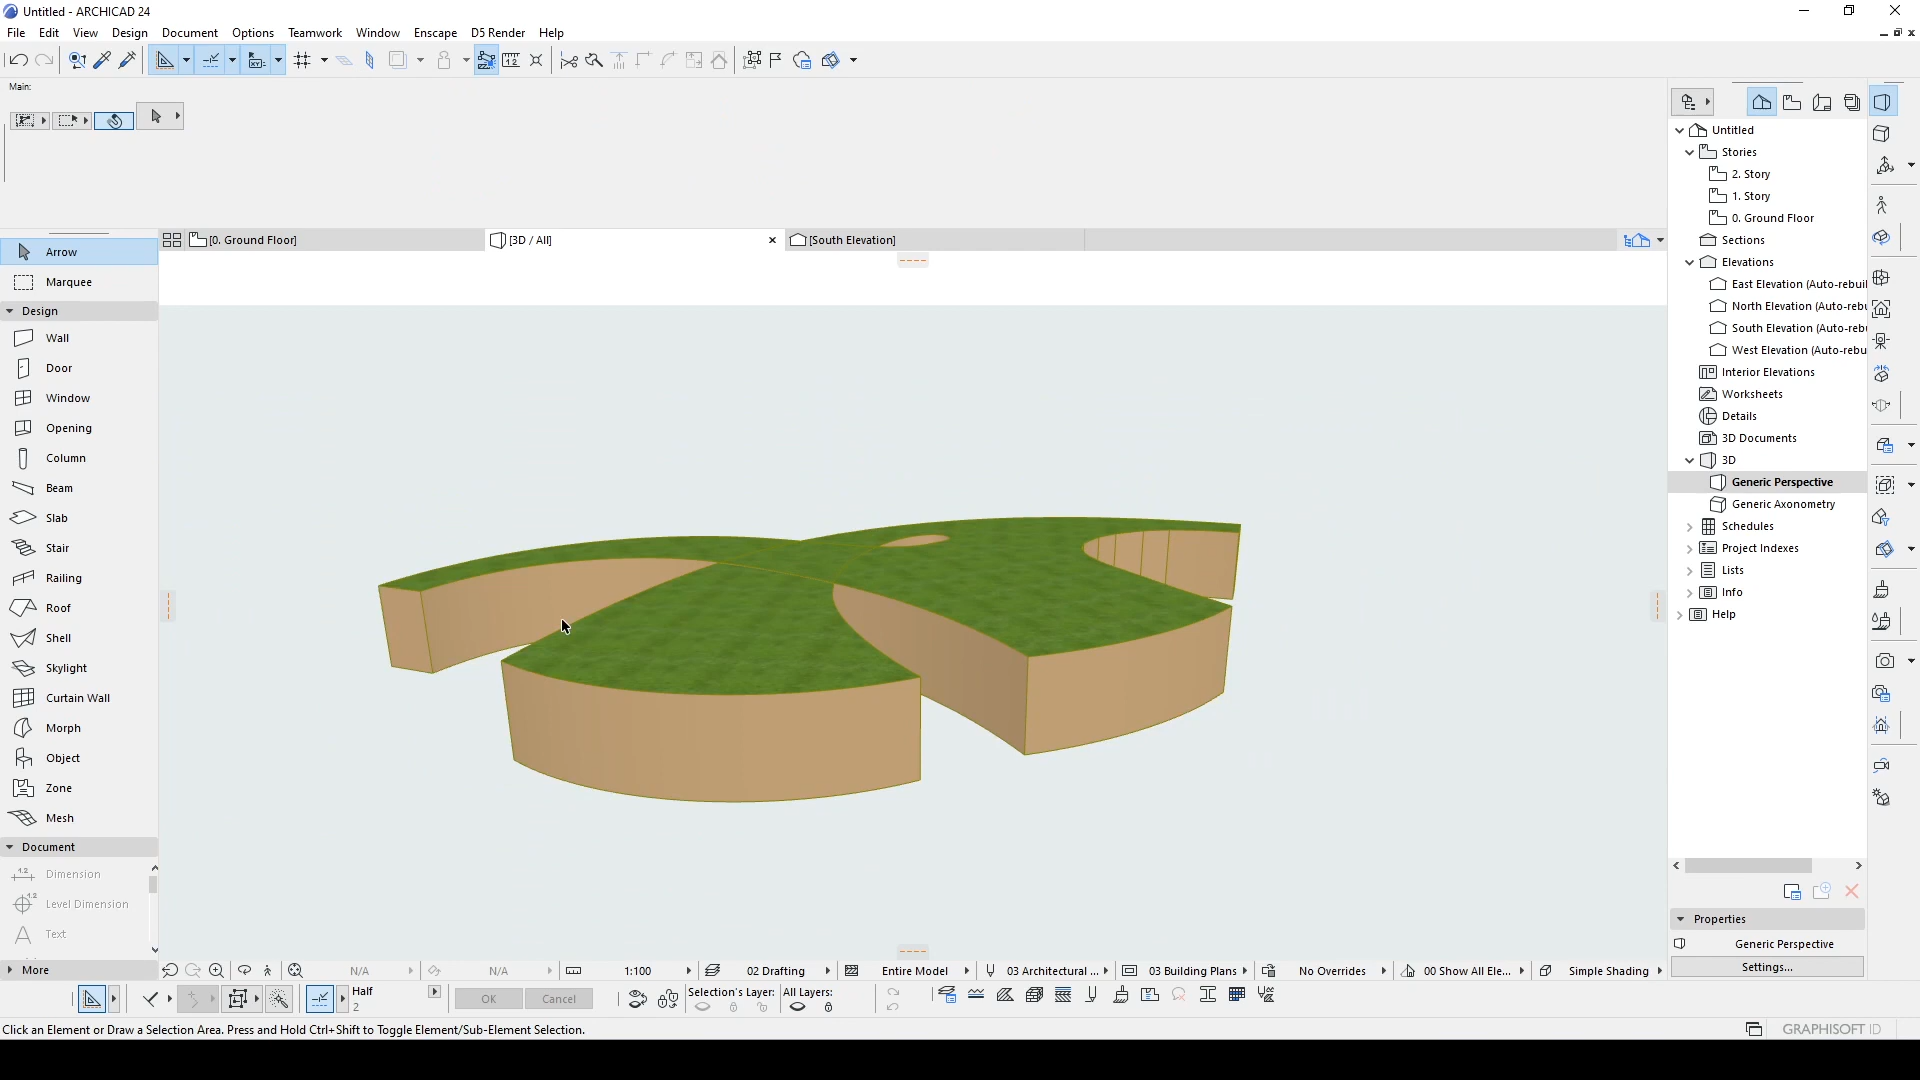 Untitled - ARCHICAD 24
File Edit View Design Document Options Teamwork Window Enscape D5 Render Help
Main:
[0. Ground Floor]
[3D / All]
[South Elevation]
Arrow
Marquee
Design
Wall
Door
Window
Opening
Column
Beam
Slab
Stair
Railing
Roof
Shell
Skylight
Curtain Wall
Morph
Object
Zone
Mesh
Document
Dimension
Level Dimension
Text
More
Untitled
Stories
2. Story
1. Story
0. Ground Floor
Sections
Elevations
East Elevation (Auto-rebuil
North Elevation (Auto-rebu
South Elevation (Auto-rebu
West Elevation (Auto-rebu
Interior Elevations
Worksheets
Details
3D Documents
3D
Generic Perspective
Generic Axonometry
Schedules
Project Indexes
Lists
Info
Help
Properties
Generic Perspective
Settings...
N/A N/A 1:100 02 Drafting Entire Model 03 Architectural ... 03 Building Plans No Overrides 00 Show All Ele... Simple Shading
Half
2
OK Cancel
Selection's Layer: All Layers:
Click an Element or Draw a Selection Area. Press and Hold Ctrl+Shift to Toggle Element/Sub-Element Selection.
GRAPHISOFT ID